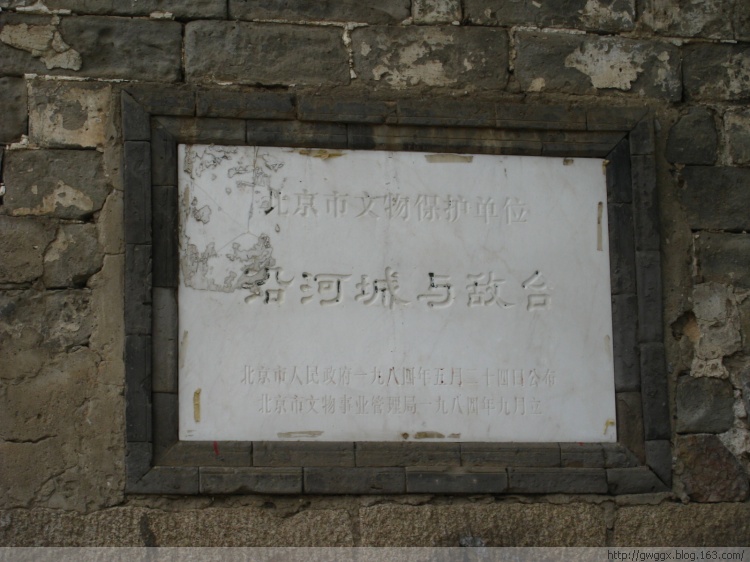 北京市文物保护单位
沿河城与敌台
北京市人民政府一九八四年五月二十四日公布
北京市文物事业管理局一九八四年九月立
http://gwggx.blog.163.com/